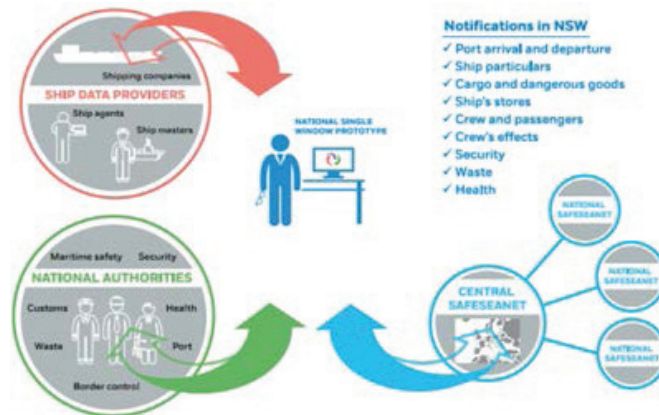 Shipping companies
SHIP DATA PROVIDERS
Ship agents
Ship masters
NATIONAL SINGLE
WINDOW PROTOTYPE
Notifications in NSW
✓ Port arrival and departure
✓ Ship particulars
✓ Cargo and dangerous goods
✓ Ship's stores
✓ Crew and passengers
✓ Crew's effects
✓ Security
✓ Waste
✓ Health
Maritime safety
Security
NATIONAL AUTHORITIES
Customs
Health
Waste
Port
Border control
CENTRAL
SAFESEANET
NATIONAL
SAFESEANET
NATIONAL
SAFESEANET
NATIONAL
SAFESEANET